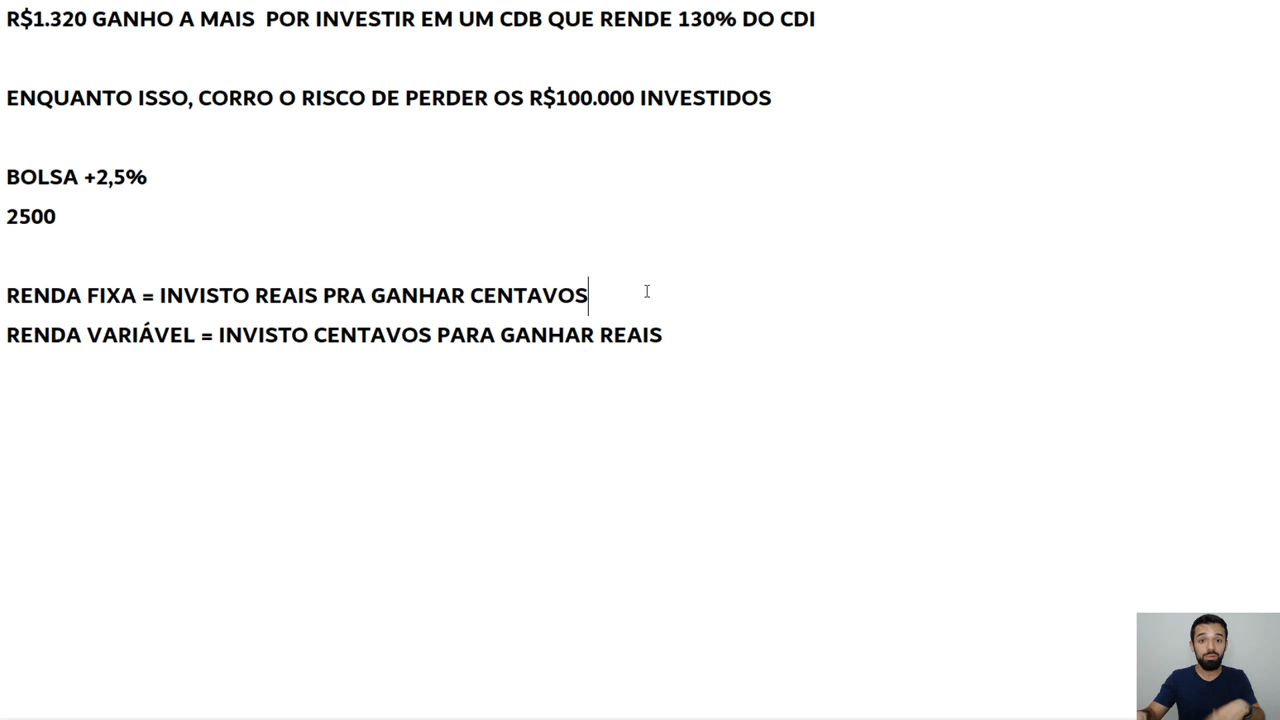 R$1.320 GANHO A MAIS  POR INVESTIR EM UM CDB QUE RENDE 130% DO CDI
ENQUANTO ISSO, CORRO O RISCO DE PERDER OS R$100.000 INVESTIDOS
BOLSA +2,5%
2500
RENDA FIXA = INVISTO REAIS PRA GANHAR CENTAVOS
RENDA VARIÁVEL = INVISTO CENTAVOS PARA GANHAR REAIS